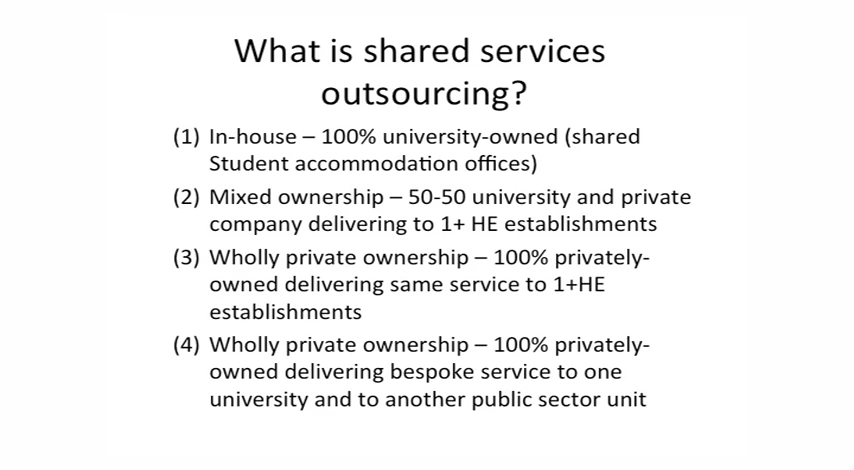 What is shared services
outsourcing?
(1) In-house – 100% university-owned (shared
Student accommodation offices)
(2) Mixed ownership – 50-50 university and private
company delivering to 1+ HE establishments
(3) Wholly private ownership – 100% privately-
owned delivering same service to 1+HE
establishments
(4) Wholly private ownership – 100% privately-
owned delivering bespoke service to one
university and to another public sector unit